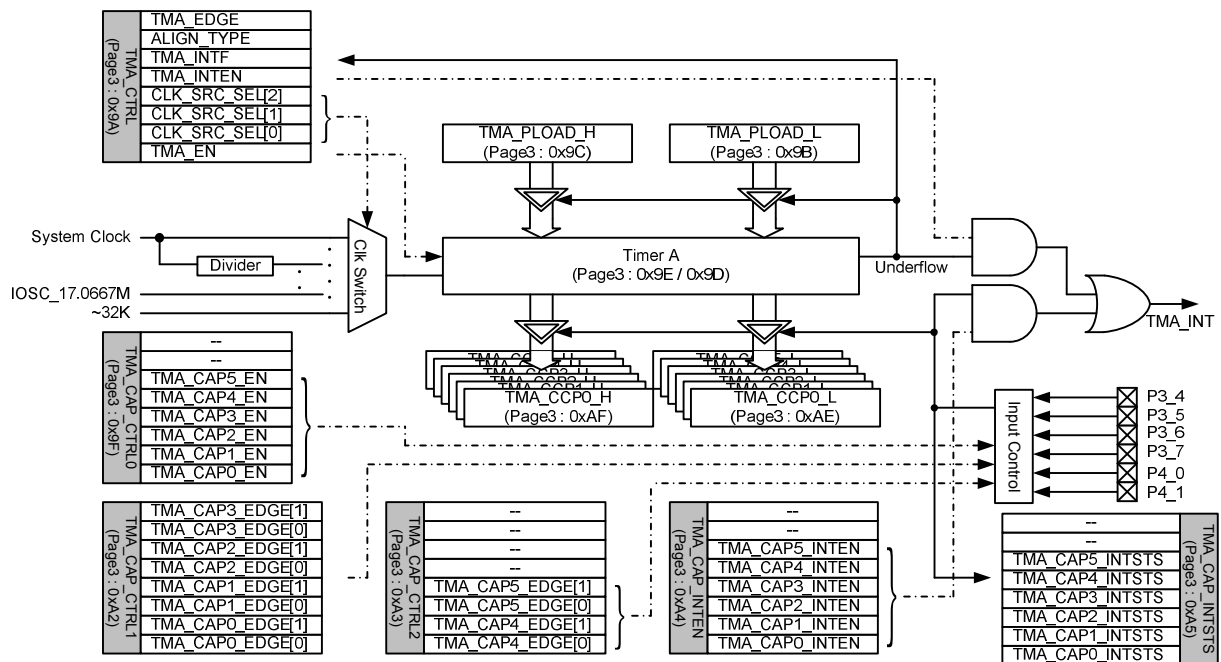 TMA_CTRL
(Page3 : 0x9A)
TMA_EDGE
ALIGN_TYPE
TMA_INTF
TMA_INTEN
CLK_SRC_SEL[2]
CLK_SRC_SEL[1]
CLK_SRC_SEL[0]
TMA_EN
TMA_PLOAD_H
(Page3 : 0x9C)
TMA_PLOAD_L
(Page3 : 0x9B)
System Clock
Divider
IOSC_17.0667M
~32K
Clk Switch
Timer A
(Page3 : 0x9E / 0x9D)
Underflow
TMA_INT
TMA_CAP_CTRL0
(Page3 : 0x9F)
--
--
TMA_CAP5_EN
TMA_CAP4_EN
TMA_CAP3_EN
TMA_CAP2_EN
TMA_CAP1_EN
TMA_CAP0_EN
TMA_CCP0_H
(Page3 : 0xAF)
TMA_CCP0_L
(Page3 : 0xAE)
Input Control
P3_4
P3_5
P3_6
P3_7
P4_0
P4_1
TMA_CAP_CTRL1
(Page3 : 0xA2)
TMA_CAP3_EDGE[1]
TMA_CAP3_EDGE[0]
TMA_CAP2_EDGE[1]
TMA_CAP2_EDGE[0]
TMA_CAP1_EDGE[1]
TMA_CAP1_EDGE[0]
TMA_CAP0_EDGE[1]
TMA_CAP0_EDGE[0]
TMA_CAP_CTRL2
(Page3 : 0xA3)
--
--
--
--
TMA_CAP5_EDGE[1]
TMA_CAP5_EDGE[0]
TMA_CAP4_EDGE[1]
TMA_CAP4_EDGE[0]
TMA_CAP_INTEN
(Page3 : 0xA4)
--
--
TMA_CAP5_INTEN
TMA_CAP4_INTEN
TMA_CAP3_INTEN
TMA_CAP2_INTEN
TMA_CAP1_INTEN
TMA_CAP0_INTEN
--
--
TMA_CAP5_INTSTS
TMA_CAP4_INTSTS
TMA_CAP3_INTSTS
TMA_CAP2_INTSTS
TMA_CAP1_INTSTS
TMA_CAP0_INTSTS
TMA_CAP_INTSTS
(Page3 : 0xA5)